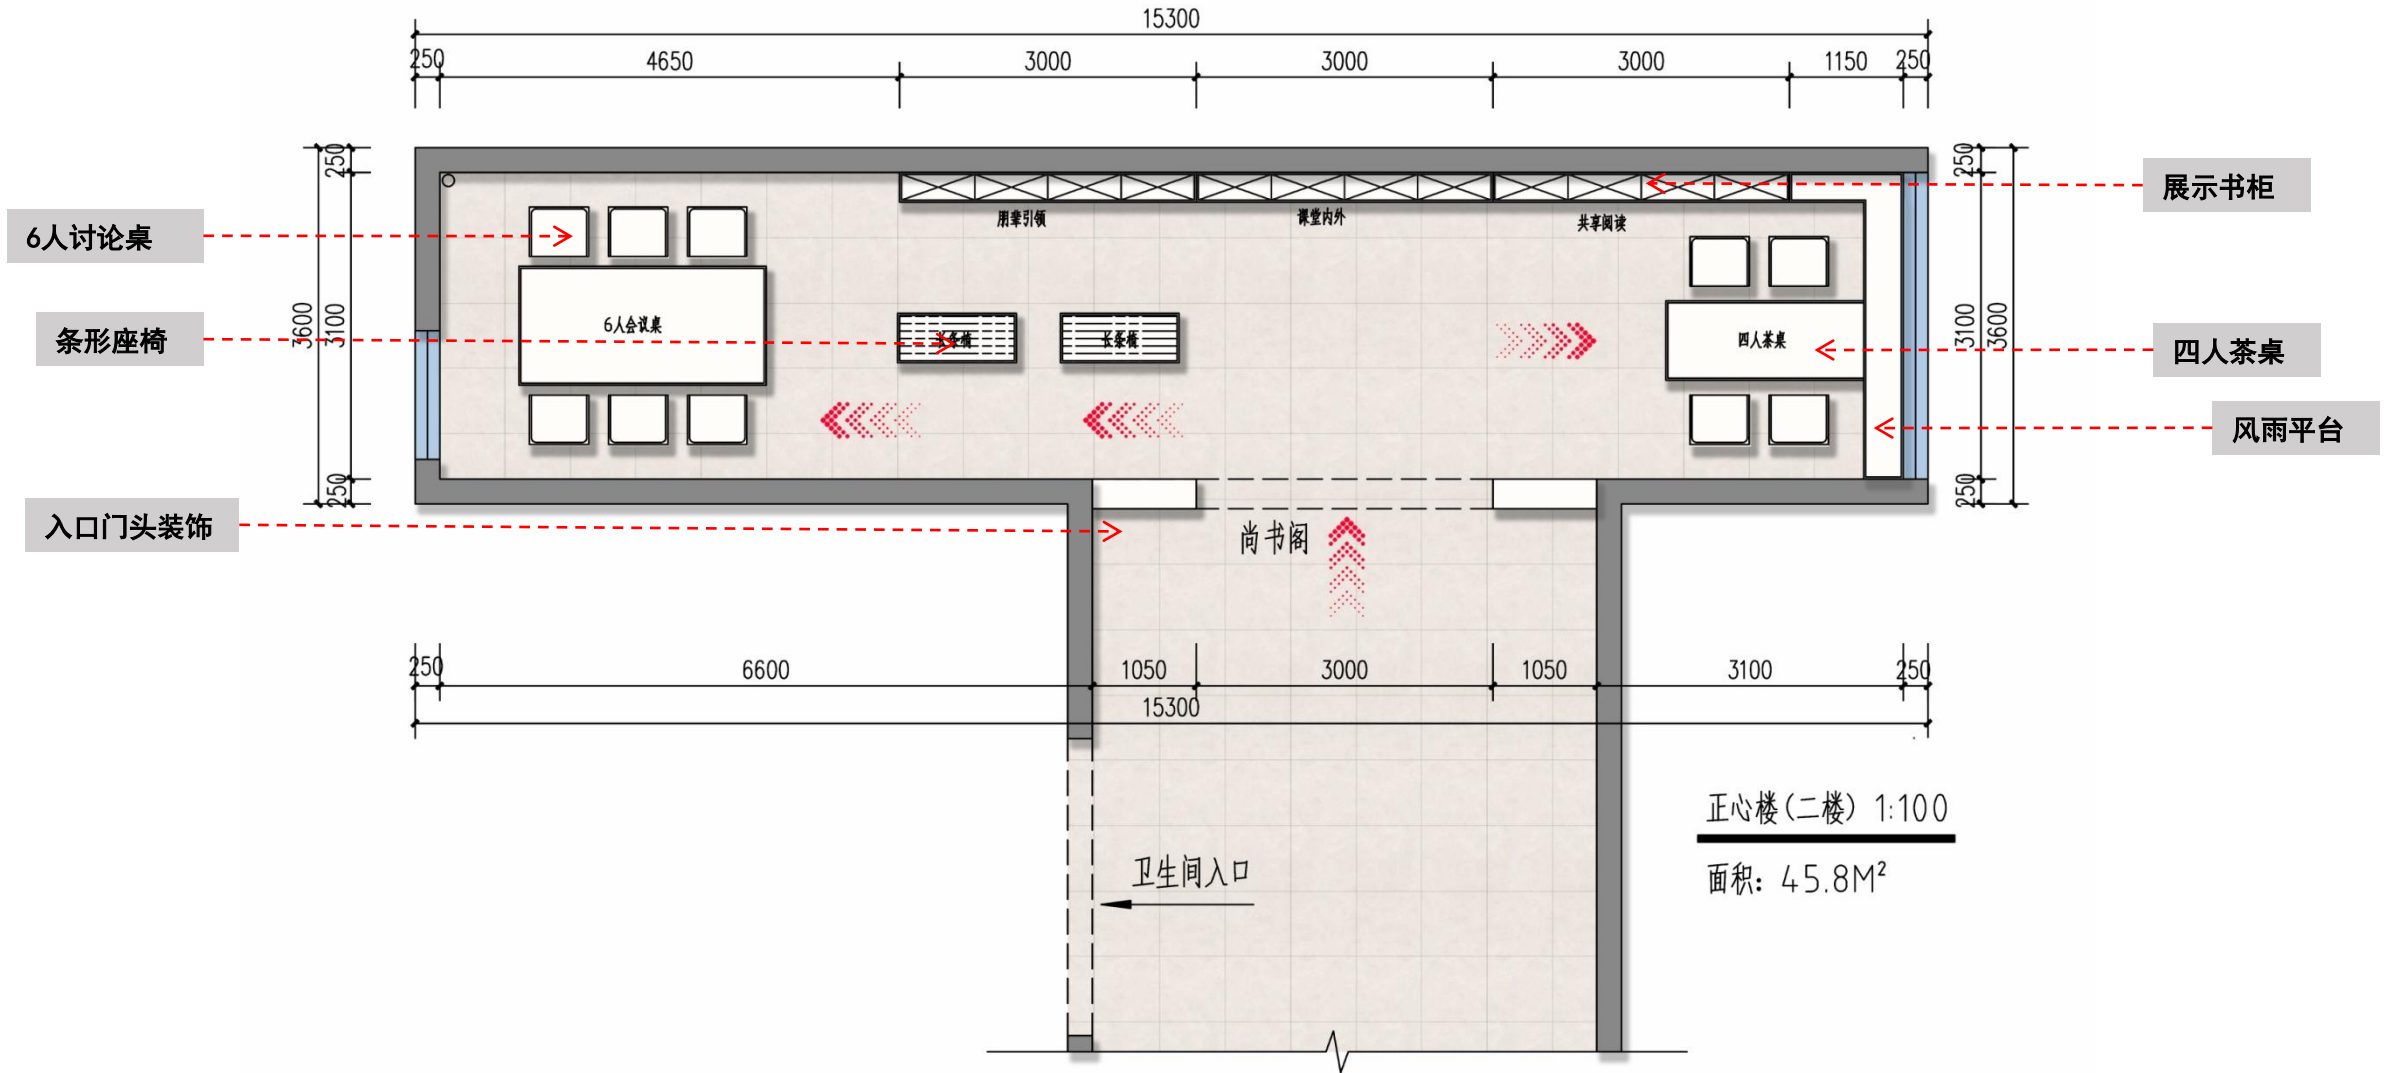 15300
250 4650 3000 3000 3000 1150 250
250
250
展示书柜
6人讨论桌
朋辈引领 课堂内外 共享阅读
条形座椅
3600
3100
6人会议桌
长条椅
长条椅
四人茶桌
3100
3600
四人茶桌
风雨平台
250
250
入口门头装饰
尚书阁
250 6600 1050 3000 1050 3100 250
15300
正心楼(二楼) 1:100
面积: 45.8M²
卫生间入口